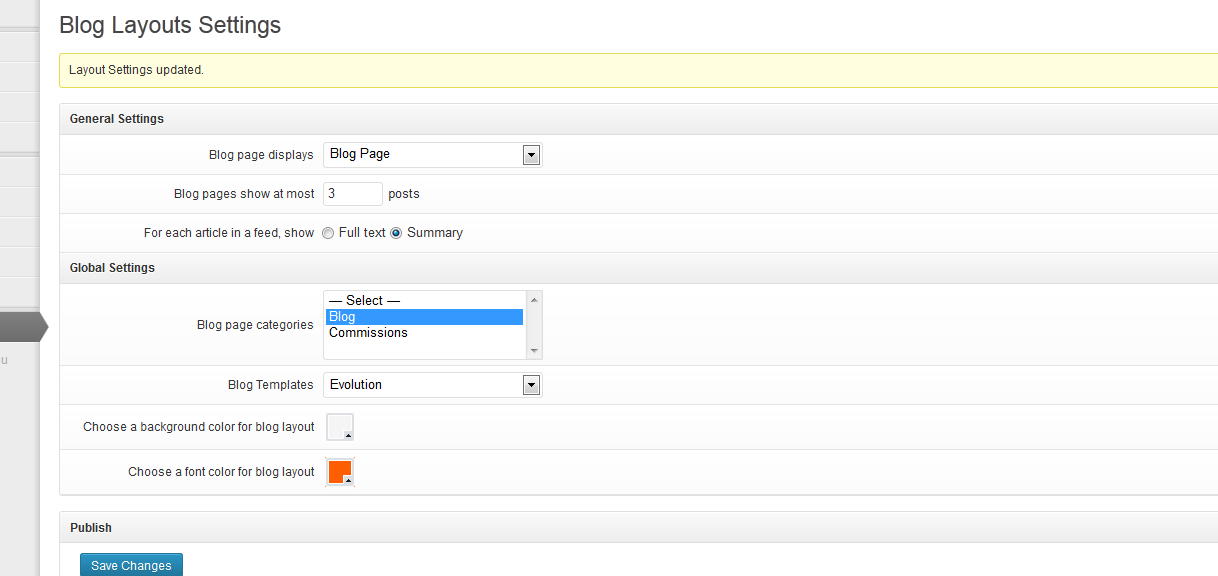 Blog Layouts Settings
Layout Settings updated.
General Settings
Blog page displays Blog Page
Blog pages show at most 3 posts
For each article in a feed, show Full text Summary
Global Settings
— Select —
Blog page categories Blog
Commissions
Blog Templates Evolution
Choose a background color for blog layout
Choose a font color for blog layout
u
Publish
Save Changes